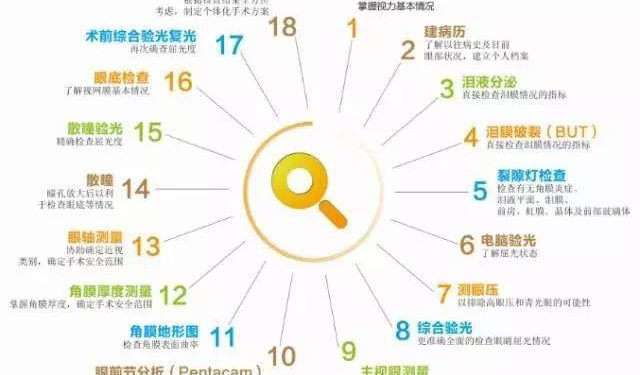 掌握视力基本情况
1
2
建病历
了解以往病史及目前
眼部状况，建立个人档案
3
泪液分泌
直接检查泪膜情况的指标
4
泪膜破裂（BUT）
直接检查泪膜情况的指标
5
裂隙灯检查
检查有无角膜炎症、
泪液平面、泪膜、
前房、虹膜、晶体及前部玻璃体
6
电脑验光
了解屈光状态
7
测眼压
以排除高眼压和青光眼的可能性
8
综合验光
更准确全面的检查眼睛屈光情况
9
主视眼测量
10
眼前节分析（Pentacam）
11
角膜地形图
检查角膜表面曲率
12
角膜厚度测量
掌握角膜厚度，确定手术安全范围
13
眼轴测量
协助确定近视
类别，确定手术安全范围
14
散瞳
瞳孔放大后以利
于检查眼底等情况
15
散瞳验光
精确检查屈光度
16
眼底检查
了解视网膜基本情况
17
术前综合验光复光
再次确查屈光度
18
考虑，制定个体化手术方案